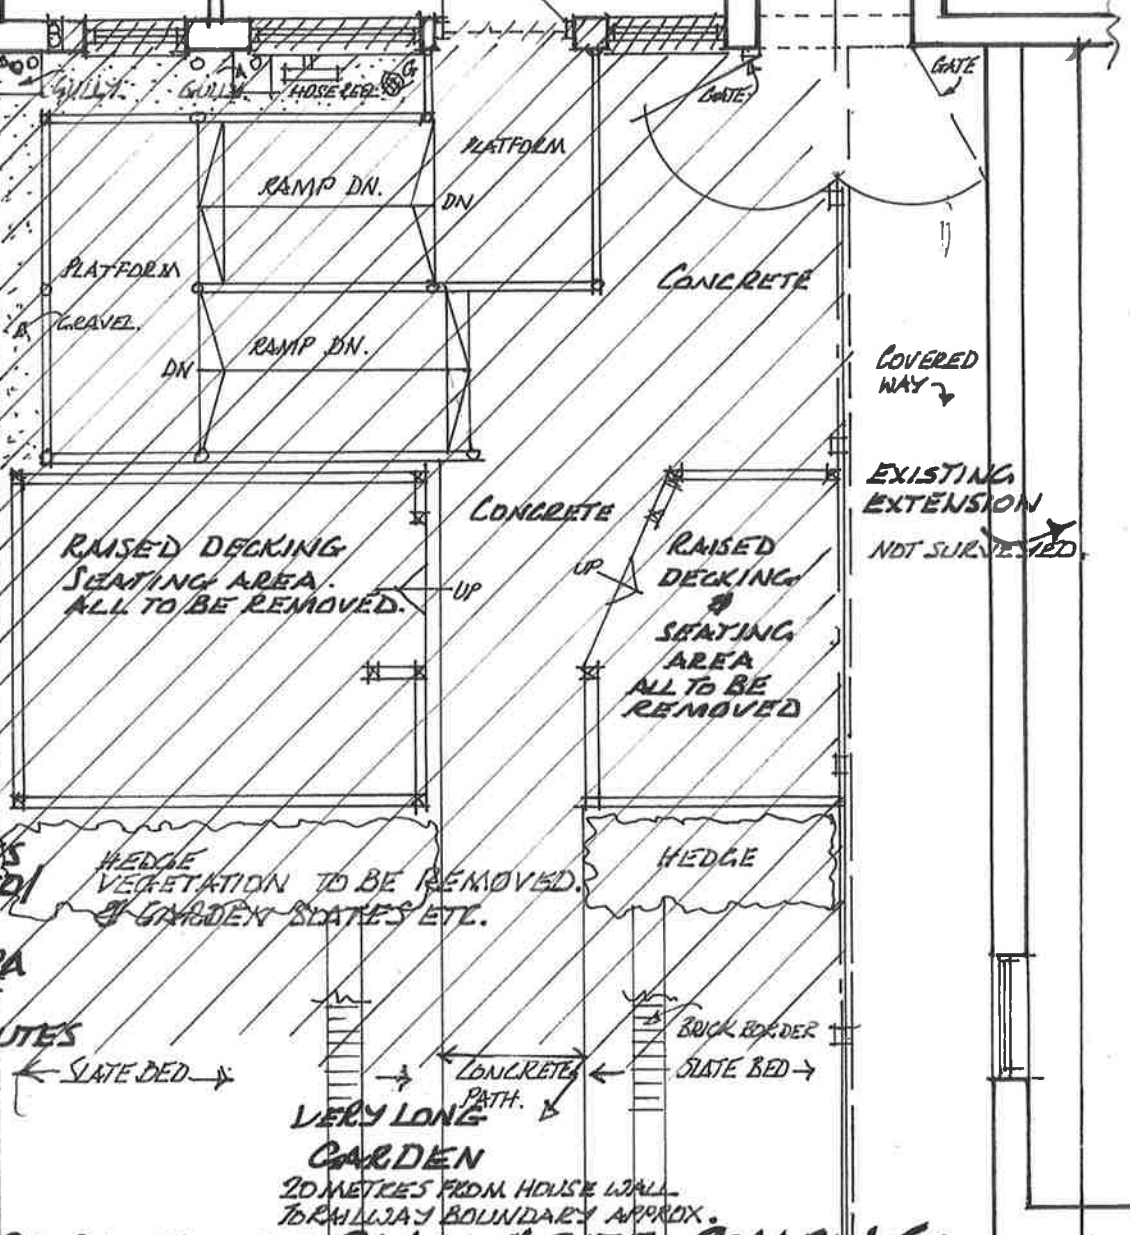 GULLY.
A
GULLY.
HOSE REEL
G
GATE
GATE
PLATFORM
RAMP DN.
DN
PLATFORM
CONCRETE
GRAVEL.
RAMP DN.
DN
COVERED
WAY
EXISTING
EXTENSION
NOT SURVEYED.
CONCRETE
RAISED DECKING
SEATING AREA.
ALL TO BE REMOVED.
UP
UP
RAISED
DECKING
&
SEATING
AREA
ALL TO BE
REMOVED
HEDGE
VEGETATION TO BE REMOVED.
& GARDEN SLATES ETC.
HEDGE
BRICK BORDER
SLATE BED
CONCRETE
PATH.
SLATE BED
VERY LONG
GARDEN
20 METRES FROM HOUSE WALL
TO RAILWAY BOUNDARY APPROX.